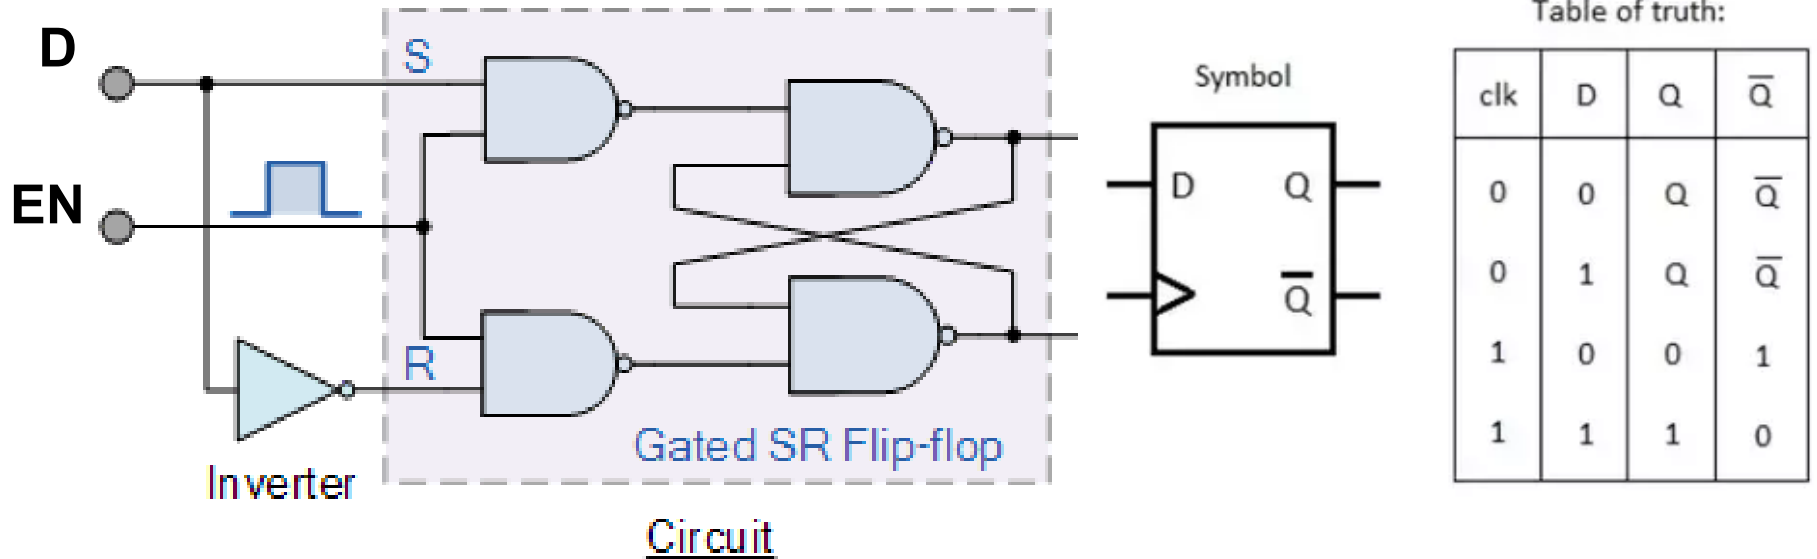 D
EN
S
R
Inverter
Gated SR Flip-flop
Circuit
Symbol
D Q
Q̅
Table of truth:
clk D Q Q̅
0 0 Q Q̅
0 1 Q Q̅
1 0 0 1
1 1 1 0